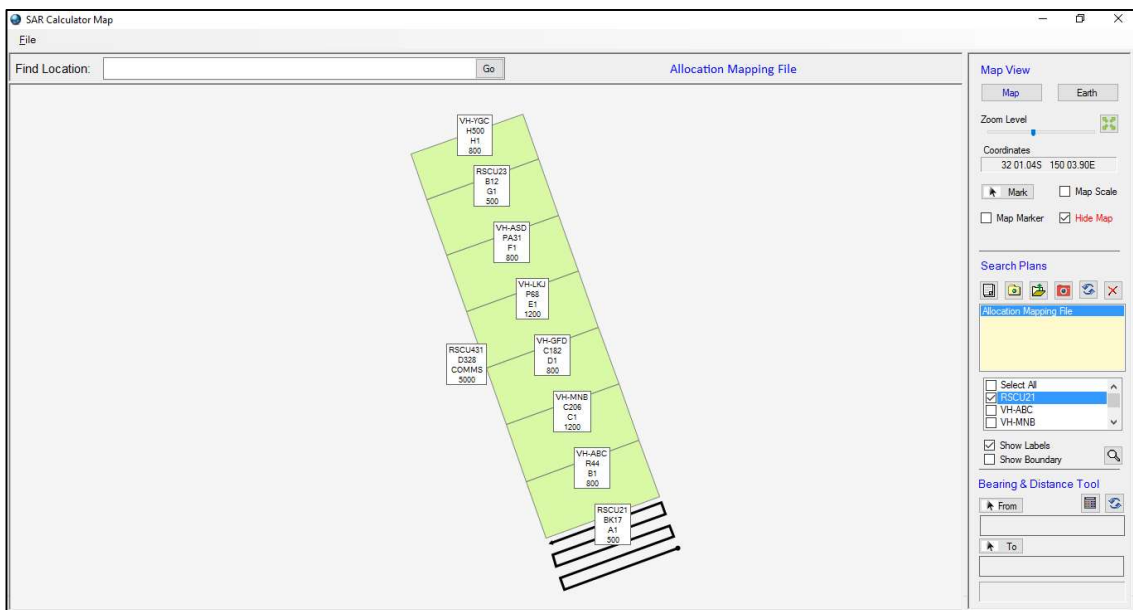 SAR Calculator Map
File
Find Location:
Go
Allocation Mapping File
VH-YGC
H500
H1
800
RSCU23
B12
G1
500
VH-ASD
PA31
F1
800
VH-LKJ
P68
E1
1200
VH-GFD
C182
D1
800
RSCU431
D328
COMMS
5000
VH-MNB
C206
C1
1200
VH-ABC
R44
B1
800
RSCU21
BK17
A1
500
Map View
Map
Earth
Zoom Level
Coordinates
32 01.04S 150 03.90E
Mark
Map Scale
Map Marker
Hide Map
Search Plans
Allocation Mapping File
Select All
RSCU21
VH-ABC
VH-MNB
Show Labels
Show Boundary
Bearing & Distance Tool
From
To